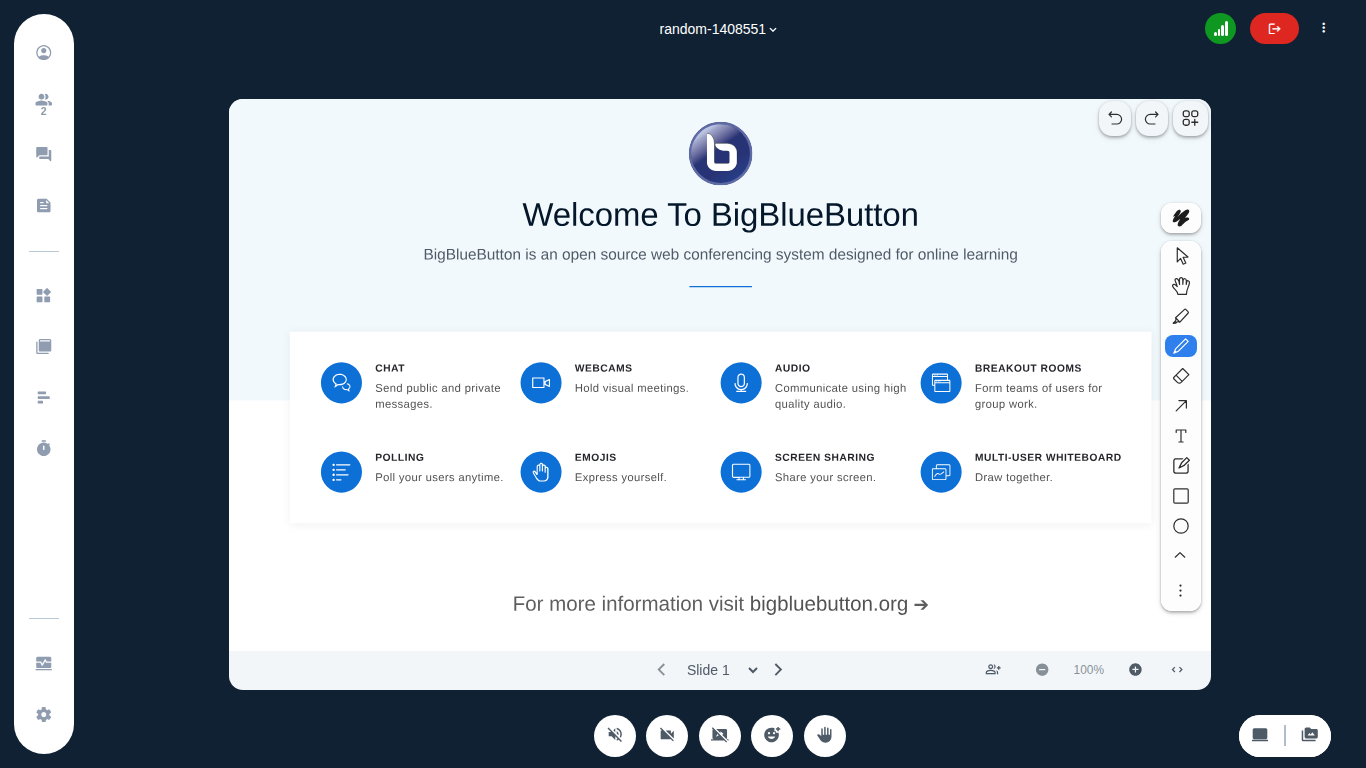 random-1408551
2
Welcome To BigBlueButton
BigBlueButton is an open source web conferencing system designed for online learning
CHAT
Send public and private
messages.
WEBCAMS
Hold visual meetings.
AUDIO
Communicate using high
quality audio.
BREAKOUT ROOMS
Form teams of users for
group work.
POLLING
Poll your users anytime.
EMOJIS
Express yourself.
SCREEN SHARING
Share your screen.
MULTI-USER WHITEBOARD
Draw together.
For more information visit bigbluebutton.org ➔
Slide 1
100%